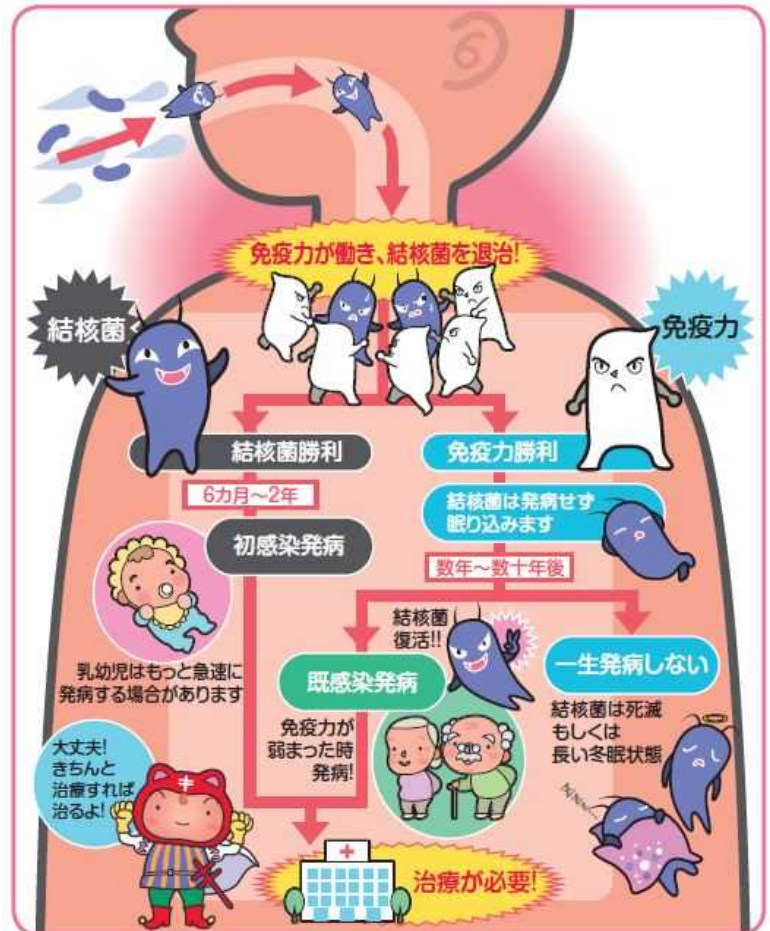 免疫力が働き、結核菌を退治!
結核菌
免疫力
結核菌勝利
免疫力勝利
6カ月～2年
結核菌は発病せず
眠り込みます
初感染発病
数年～数十年後
結核菌
復活!!
乳幼児はもっと急速に
発病する場合があります
既感染発病
一生発病しない
免疫力が
弱まった時
発病!
結核菌は死滅
もしくは
長い冬眠状態
大丈夫!
きちんと
治療すれば
治るよ!
治療が必要!